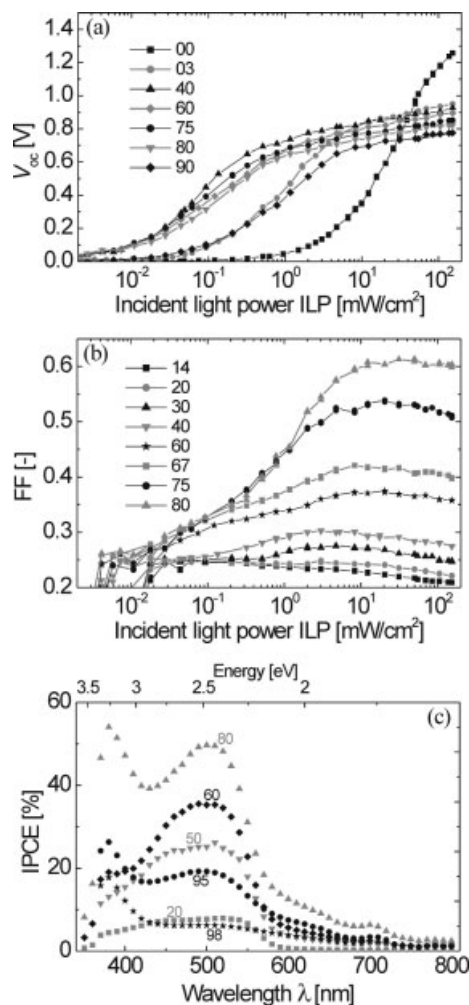 (a)
00
03
40
60
75
80
90
V_oc [V]
1.4
1.2
1.0
0.8
0.6
0.4
0.2
0.0
10^-2 10^-1 10^0 10^1 10^2
Incident light power ILP [mW/cm^2]
(b)
14
20
30
40
60
67
75
80
FF [-]
0.6
0.5
0.4
0.3
0.2
10^-2 10^-1 10^0 10^1 10^2
Incident light power ILP [mW/cm^2]
Energy [eV]
3.5 3 2.5 2
(c)
IPCE [%]
60
40
20
0
80
60
50
95
20
98
400 500 600 700 800
Wavelength λ [nm]